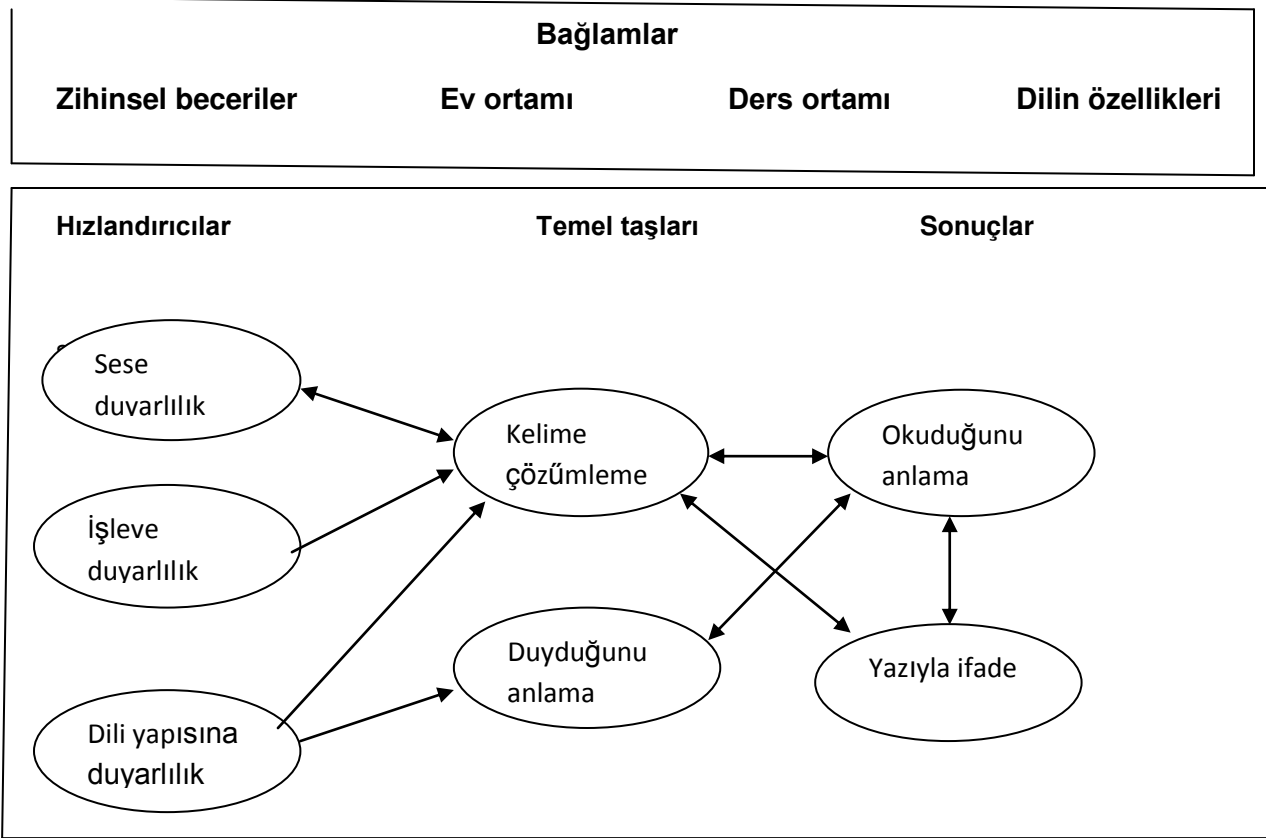 Bağlamlar
Zihinsel beceriler Ev ortamı Ders ortamı Dilin özellikleri
Hızlandırıcılar Temel taşları Sonuçlar
Sese
duyarlılık
Kelime
çözűmleme
Okuduğunu
anlama
İşleve
duyarlılık
Duyduğunu
anlama
Yazıyla ifade
Dili yapısına
duyarlılık